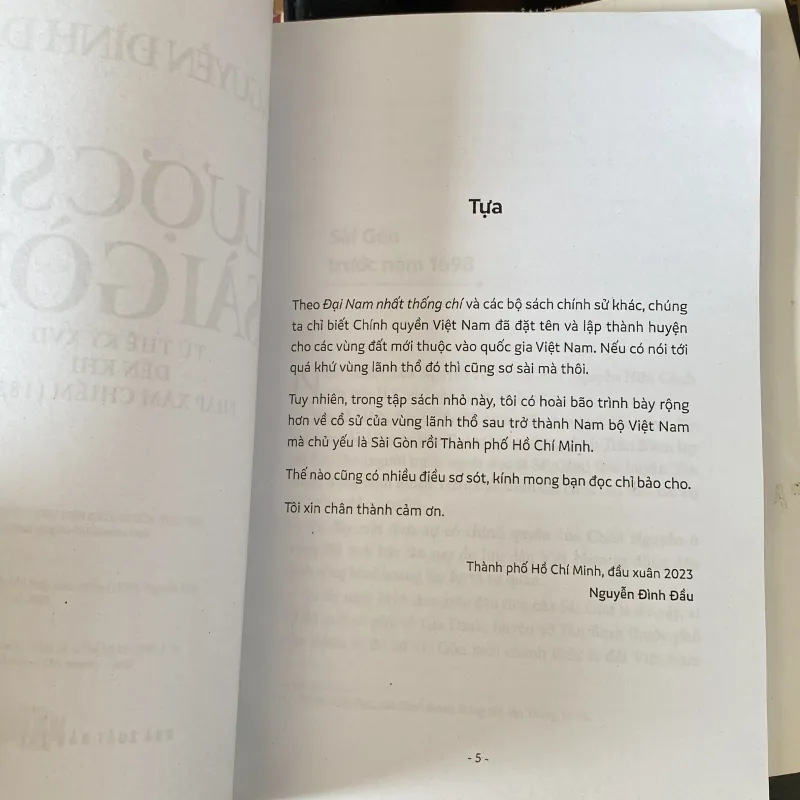 Tựa
Theo Đại Nam nhất thống chí và các bộ sách chính sử khác, chúng
ta chỉ biết Chính quyền Việt Nam đã đặt tên và lập thành huyện
cho các vùng đất mới thuộc vào quốc gia Việt Nam. Nếu có nói tới
quá khứ vùng lãnh thổ đó thì cũng sơ sài mà thôi.
Tuy nhiên, trong tập sách nhỏ này, tôi có hoài bão trình bày rộng
hơn về cổ sử của vùng lãnh thổ sau trở thành Nam bộ Việt Nam
mà chủ yếu là Sài Gòn rồi Thành phố Hồ Chí Minh.
Thế nào cũng có nhiều điều sơ sót, kính mong bạn đọc chỉ bảo cho.
Tôi xin chân thành cảm ơn.
Thành phố Hồ Chí Minh, đầu xuân 2023
Nguyễn Đình Đầu
- 5 -